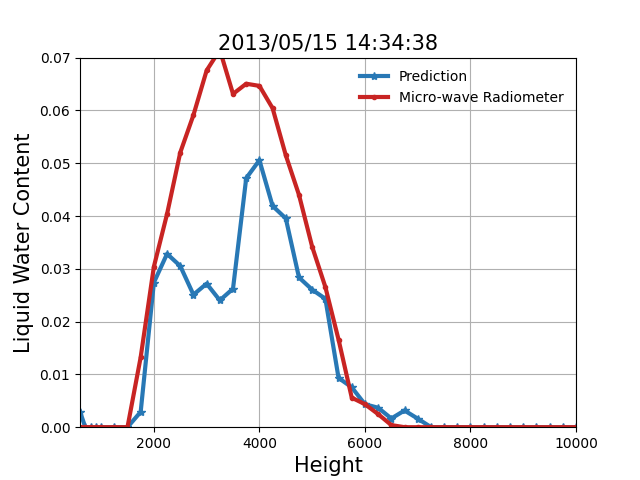 2013/05/15 14:34:38
Prediction
Micro-wave Radiometer
Liquid Water Content
0.07
0.06
0.05
0.04
0.03
0.02
0.01
0.00
2000 4000 6000 8000 10000
Height